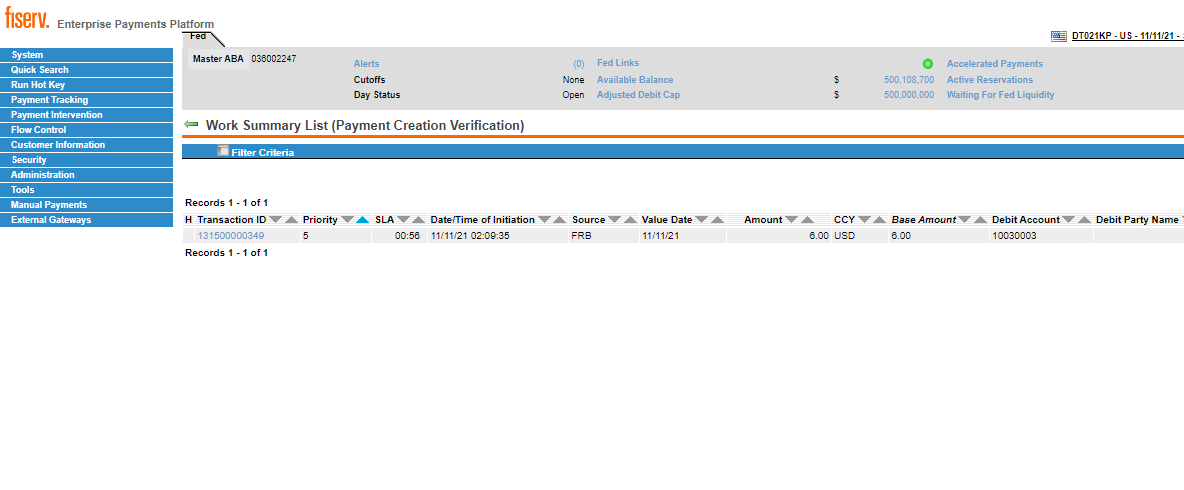 fiserv. Enterprise Payments Platform
Fed
DT021KP - US - 11/11/21 -
System
Quick Search
Run Hot Key
Payment Tracking
Payment Intervention
Flow Control
Customer Information
Security
Administration
Tools
Manual Payments
External Gateways
Master ABA 036002247
Alerts (0) Fed Links Accelerated Payments
Cutoffs None Available Balance $ 500,108,700 Active Reservations
Day Status Open Adjusted Debit Cap $ 500,000,000 Waiting For Fed Liquidity
Work Summary List (Payment Creation Verification)
Filter Criteria
Records 1 - 1 of 1
H Transaction ID Priority SLA Date/Time of Initiation Source Value Date Amount CCY Base Amount Debit Account Debit Party Name
131500000349 5 00:56 11/11/21 02:09:35 FRB 11/11/21 6.00 USD 6.00 10030003
Records 1 - 1 of 1